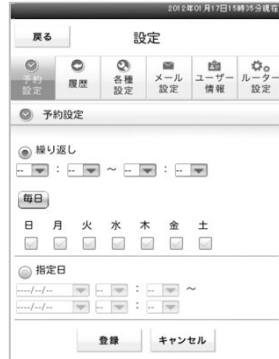 2012年01月17日15時35分現在
戻る 設定
予約設定 履歴 各種設定 メール設定 ユーザー情報 ルーター設定
予約設定
繰り返し
-- : -- ～ -- : --
毎日
日 月 火 水 木 金 土
指定日
----/--/-- -- : -- ～
----/--/-- -- : --
登録 キャンセル